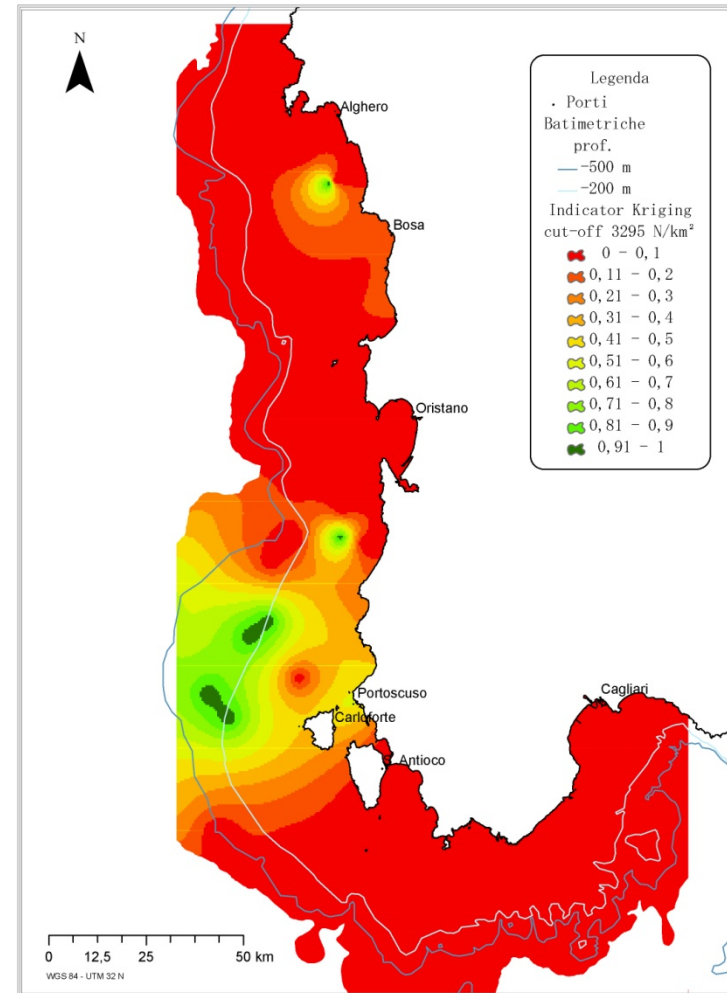 N
Alghero
Bosa
Oristano
Portoscuso
Carloforte
Cagliari
Antioco
Legenda
. Porti
Batimetriche
prof.
-500 m
-200 m
Indicator Kriging
cut-off 3295 N/km²
0 - 0,1
0,11 - 0,2
0,21 - 0,3
0,31 - 0,4
0,41 - 0,5
0,51 - 0,6
0,61 - 0,7
0,71 - 0,8
0,81 - 0,9
0,91 - 1
0 12,5 25 50 km
WGS 84 - UTM 32 N